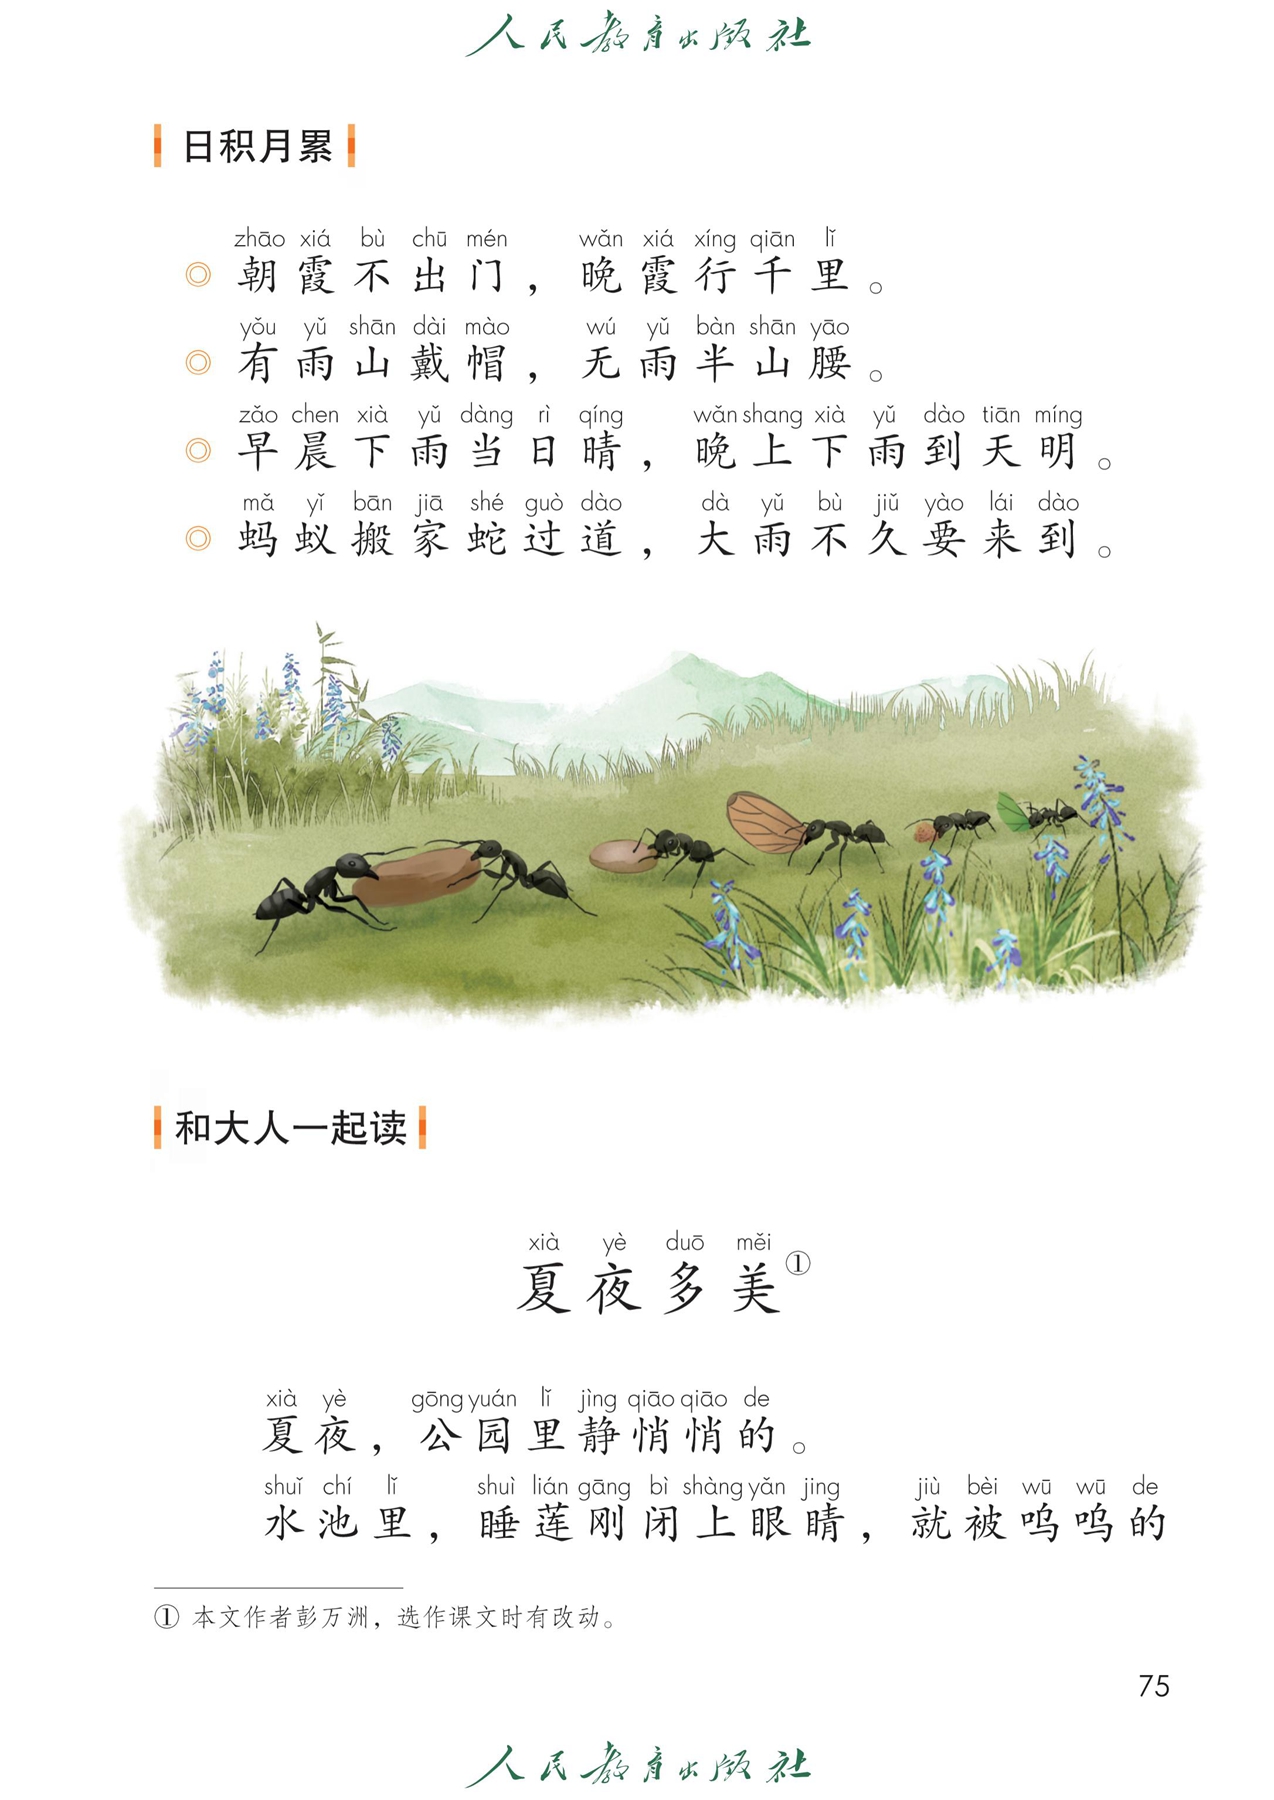 人民教育出版社
日积月累
zhāo xiá bù chū mén wǎn xiá xíng qiān lǐ
◎ 朝霞不出门，晚霞行千里。
yǒu yǔ shān dài mào wú yǔ bàn shān yāo
◎ 有雨山戴帽，无雨半山腰。
zǎo chen xià yǔ dàng rì qíng wǎn shang xià yǔ dào tiān míng
◎ 早晨下雨当日晴，晚上下雨到天明。
mǎ yǐ bān jiā shé guò dào dà yǔ bù jiǔ yào lái dào
◎ 蚂蚁搬家蛇过道，大雨不久要来到。
和大人一起读
xià yè duō měi
夏夜多美①
xià yè gōng yuán lǐ jìng qiāo qiāo de
夏夜，公园里静悄悄的。
shuǐ chí lǐ shuì lián gāng bì shàng yǎn jing jiù bèi wū wū de
水池里，睡莲刚闭上眼睛，就被呜呜的
① 本文作者彭万洲，选作课文时有改动。
75
人民教育出版社